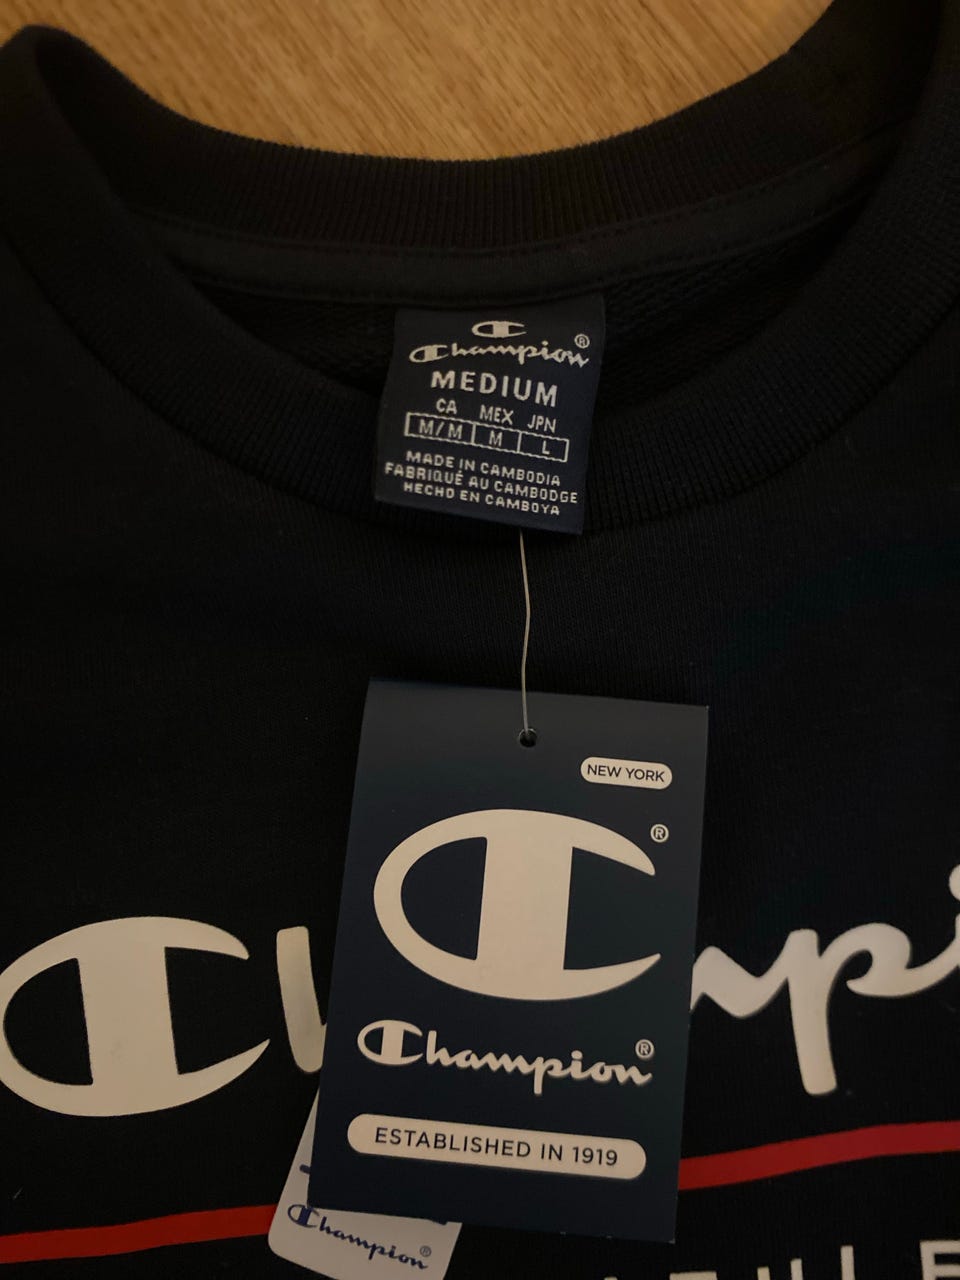 Champion®
MEDIUM
CA MEX JPN
M/M M L
MADE IN CAMBODIA
FABRIQUÉ AU CAMBODGE
HECHO EN CAMBOYA
NEW YORK
®
Champion®
ESTABLISHED IN 1919
Champion®